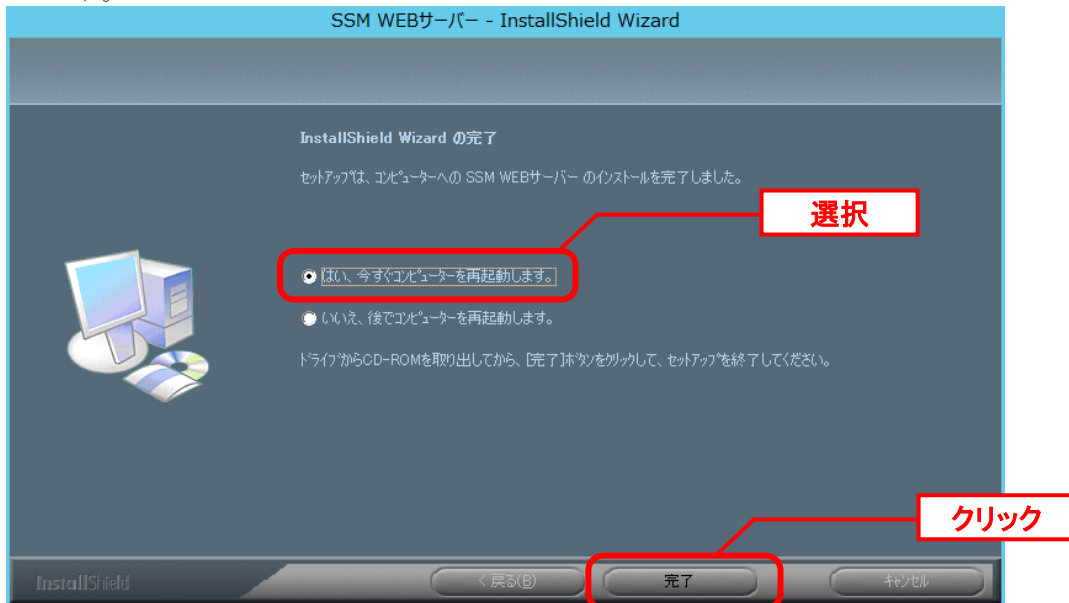 SSM WEBサーバー - InstallShield Wizard
InstallShield Wizard の完了
セットアップは、コンピューターへの SSM WEBサーバー のインストールを完了しました。
選択
はい、今すぐコンピューターを再起動します。
いいえ、後でコンピューターを再起動します。
ドライブからCD-ROMを取り出してから、[完了]ボタンをクリックして、セットアップを終了してください。
クリック
InstallShield
< 戻る(B)
完了
キャンセル